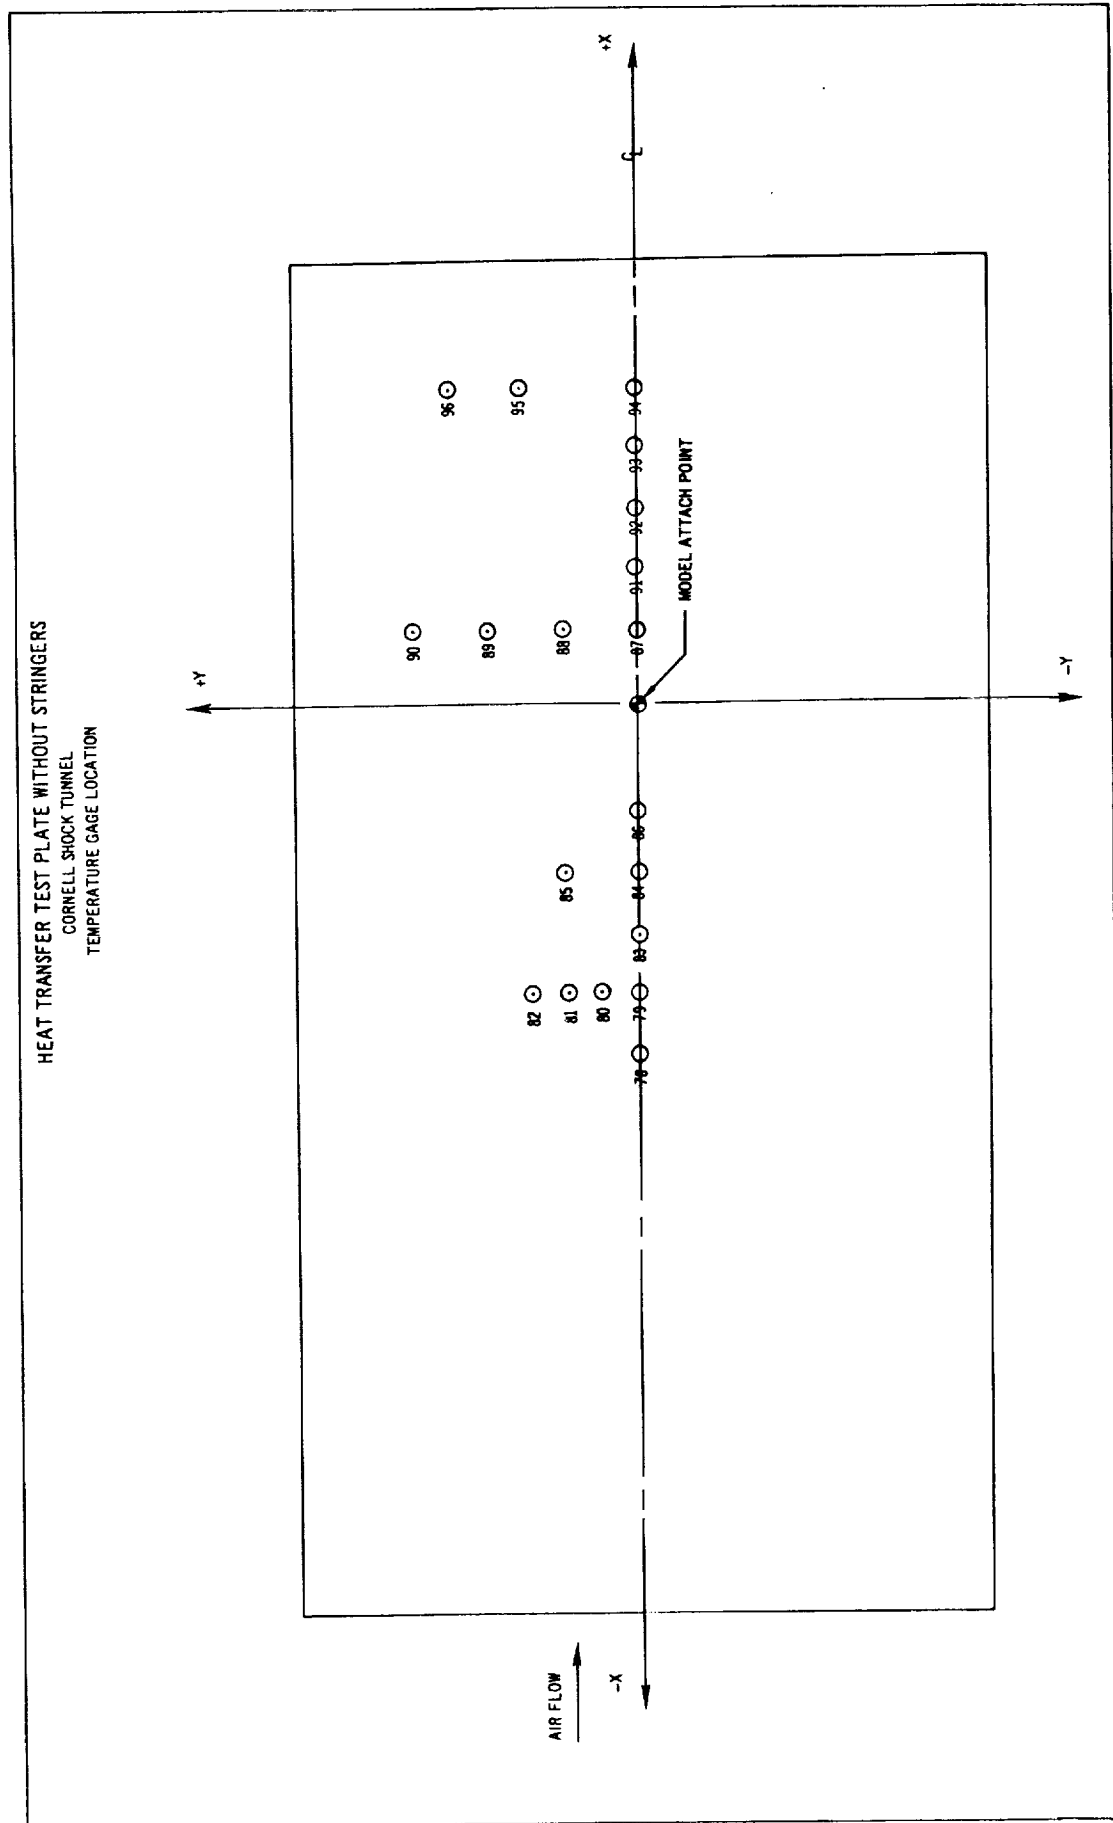 HEAT TRANSFER TEST PLATE WITHOUT STRINGERS
CORNELL SHOCK TUNNEL
TEMPERATURE GAGE LOCATION
+Y
90
96
89
95
82
81
85
88
80
AIR FLOW
-X
78
79
83
84
86
87
91
92
93
94
℄
+X
MODEL ATTACH POINT
-Y